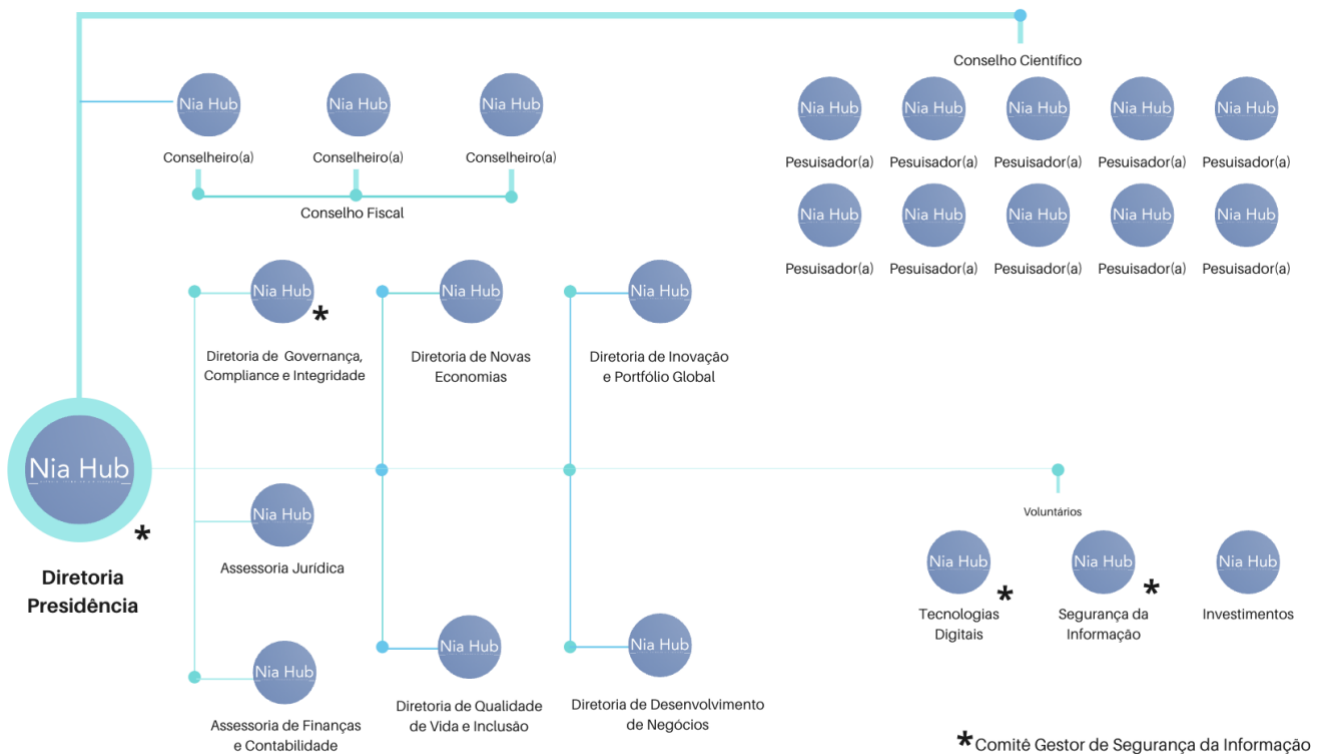 Conselho Científico
Nia Hub Nia Hub Nia Hub
Conselheiro(a) Conselheiro(a) Conselheiro(a)
Conselho Fiscal
Nia Hub Nia Hub Nia Hub Nia Hub Nia Hub
Pesuisador(a) Pesuisador(a) Pesuisador(a) Pesuisador(a) Pesuisador(a)
Nia Hub Nia Hub Nia Hub Nia Hub Nia Hub
Pesuisador(a) Pesuisador(a) Pesuisador(a) Pesuisador(a) Pesuisador(a)
Nia Hub
*
Diretoria de Governança,
Compliance e Integridade
Nia Hub
Diretoria de Novas
Economias
Nia Hub
Diretoria de Inovação
e Portfólio Global
Nia Hub
*
Diretoria
Presidência
Nia Hub
Assessoria Jurídica
Nia Hub
Assessoria de Finanças
e Contabilidade
Nia Hub
Diretoria de Qualidade
de Vida e Inclusão
Nia Hub
Diretoria de Desenvolvimento
de Negócios
Voluntários
Nia Hub
*
Tecnologias
Digitais
Nia Hub
*
Segurança da
Informação
Nia Hub
Investimentos
*Comitê Gestor de Segurança da Informação